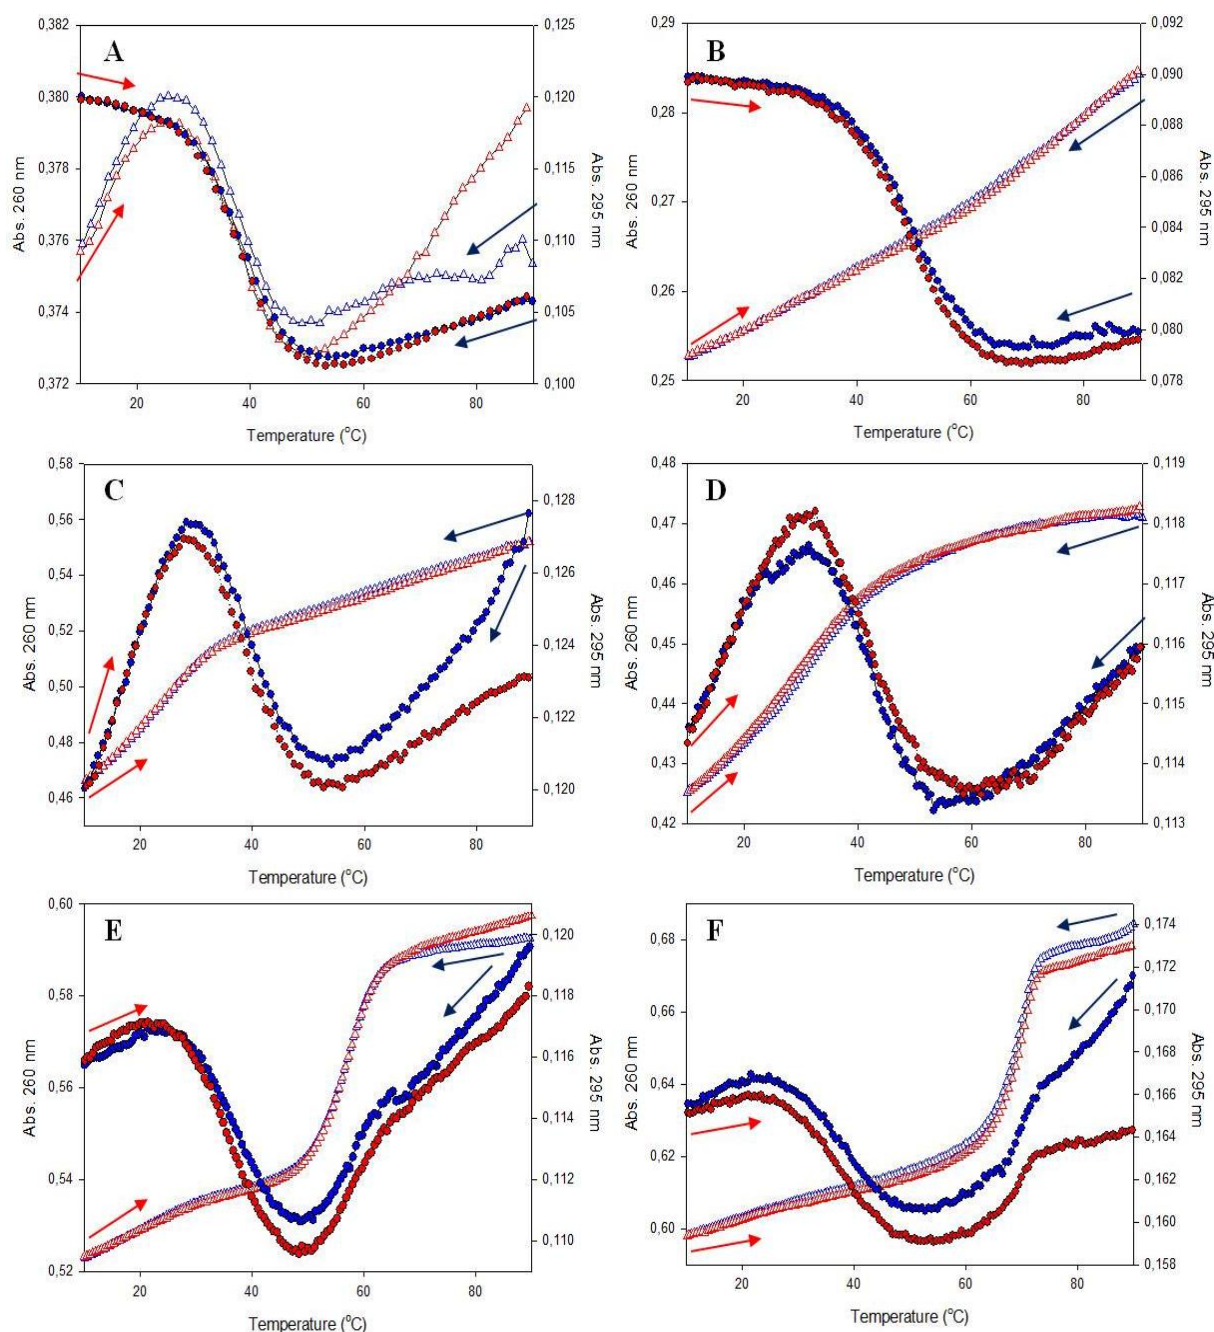 A
0,382
0,380
0,378
0,376
0,374
0,372
0,125
0,120
0,115
0,110
0,105
0,100
20 40 60 80
Abs. 260 nm
Abs. 295 nm
Temperature (°C)
B
0,29
0,28
0,27
0,26
0,25
0,092
0,090
0,088
0,086
0,084
0,082
0,080
0,078
20 40 60 80
Abs. 260 nm
Abs. 295 nm
Temperature (°C)
C
0,58
0,56
0,54
0,52
0,50
0,48
0,46
0,128
0,126
0,124
0,122
0,120
20 40 60 80
Abs. 260 nm
Abs. 295 nm
Temperature (°C)
D
0,48
0,47
0,46
0,45
0,44
0,43
0,42
0,119
0,118
0,117
0,116
0,115
0,114
0,113
20 40 60 80
Abs. 260 nm
Abs. 295 nm
Temperature (°C)
E
0,60
0,58
0,56
0,54
0,52
0,120
0,118
0,116
0,114
0,112
0,110
20 40 60 80
Abs. 260 nm
Abs. 295 nm
Temperature (°C)
F
0,68
0,66
0,64
0,62
0,60
0,174
0,172
0,170
0,168
0,166
0,164
0,162
0,160
0,158
20 40 60 80
Abs. 260 nm
Abs. 295 nm
Temperature (°C)